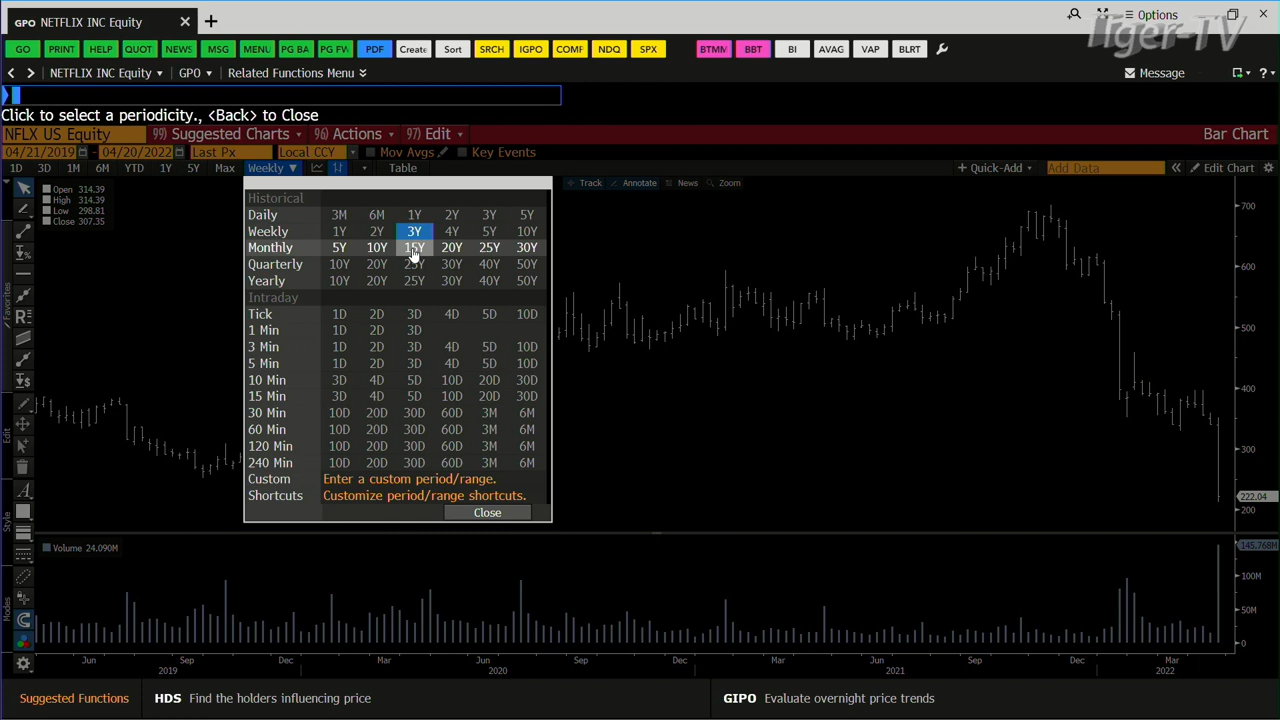 GPO NETFLIX INC Equity
Options
Tiger-TV
GO PRINT HELP QUOT NEWS MSG MENU PG BA PG FW PDF Create Sort SRCH IGPO COMF NDQ SPX BTMM BBT BI AVAG VAP BLRT
NETFLIX INC Equity GPO Related Functions Menu Message
Click to select a periodicity., <Back> to Close
NFLX US Equity 99) Suggested Charts 96) Actions 97) Edit Bar Chart
04/21/2019 - 04/20/2022 Last Px Local CCY Mov Avgs Key Events
1D 3D 1M 6M YTD 1Y 5Y Max Weekly ▼ Table + Quick-Add Add Data « Edit Chart
Track Annotate News Zoom
Open 314.39
High 314.39
Low 298.81
Close 307.35
Historical
Daily 3M 6M 1Y 2Y 3Y 5Y
Weekly 1Y 2Y 3Y 4Y 5Y 10Y
Monthly 5Y 10Y 15Y 20Y 25Y 30Y
Quarterly 10Y 20Y 25Y 30Y 40Y 50Y
Yearly 10Y 20Y 25Y 30Y 40Y 50Y
Intraday
Tick 1D 2D 3D 4D 5D 10D
1 Min 1D 2D 3D
3 Min 1D 2D 3D 4D 5D 10D
5 Min 1D 2D 3D 4D 5D 10D
10 Min 3D 4D 5D 10D 20D 30D
15 Min 3D 4D 5D 10D 20D 30D
30 Min 10D 20D 30D 60D 3M 6M
60 Min 10D 20D 30D 60D 3M 6M
120 Min 10D 20D 30D 60D 3M 6M
240 Min 10D 20D 30D 60D 3M 6M
Custom Enter a custom period/range.
Shortcuts Customize period/range shortcuts.
Close
700
600
500
400
300
222.04
200
Favorites
Edit
Style
Modes
Volume 24.090M
145.768M
100M
50M
0
Jun Sep Dec Mar Jun Sep Dec Mar Jun Sep Dec Mar
2019 2020 2021 2022
Suggested Functions HDS Find the holders influencing price GIPO Evaluate overnight price trends